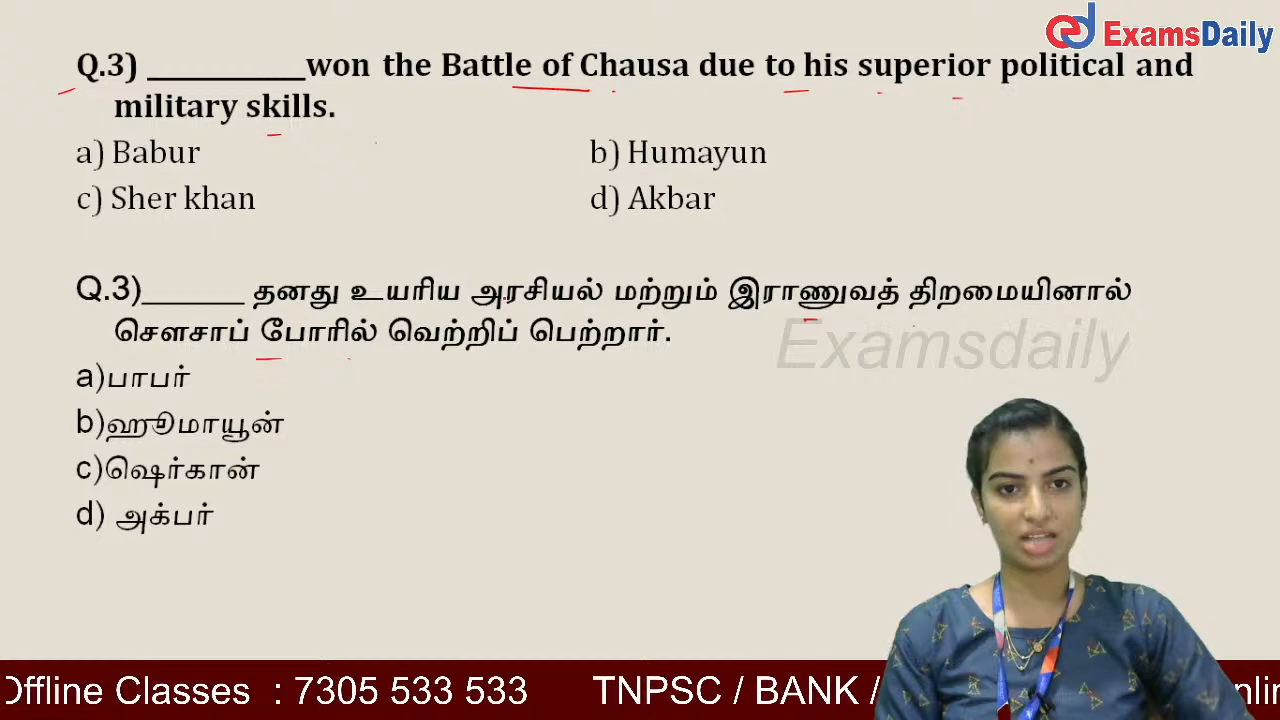 ExamsDaily
Q.3) ____________won the Battle of Chausa due to his superior political and
military skills.
a) Babur
b) Humayun
c) Sher khan
d) Akbar
Q.3)_______ தனது உயரிய அரசியல் மற்றும் இராணுவத் திறமையினால்
சௌசாப் போரில் வெற்றிப் பெற்றார்.
Examsdaily
a)பாபர்
b)ஹூமாயூன்
c)ஷெர்கான்
d) அக்பர்
Offline Classes : 7305 533 533 TNPSC / BANK /